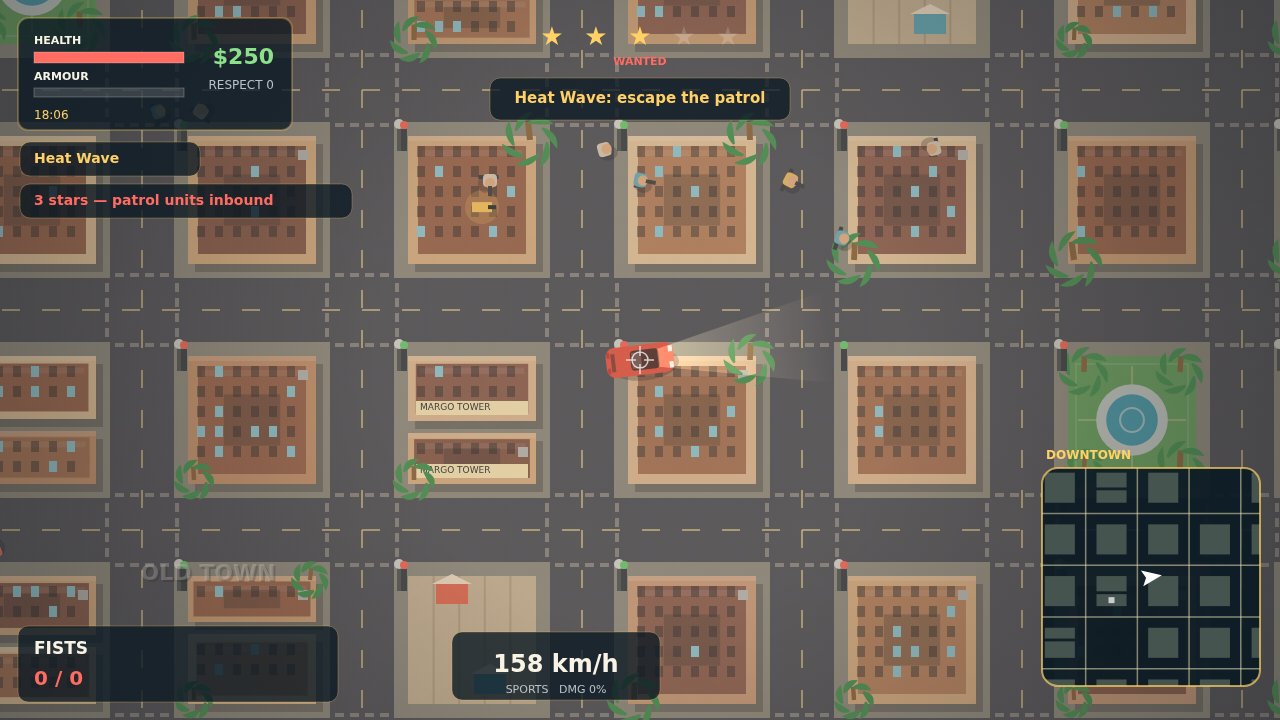 HEALTH
$250
ARMOUR
RESPECT 0
18:06
WANTED
Heat Wave: escape the patrol
Heat Wave
3 stars — patrol units inbound
MARGO TOWER
MARGO TOWER
DOWNTOWN
OLD TOWN
FISTS
0 / 0
158 km/h
SPORTS DMG 0%